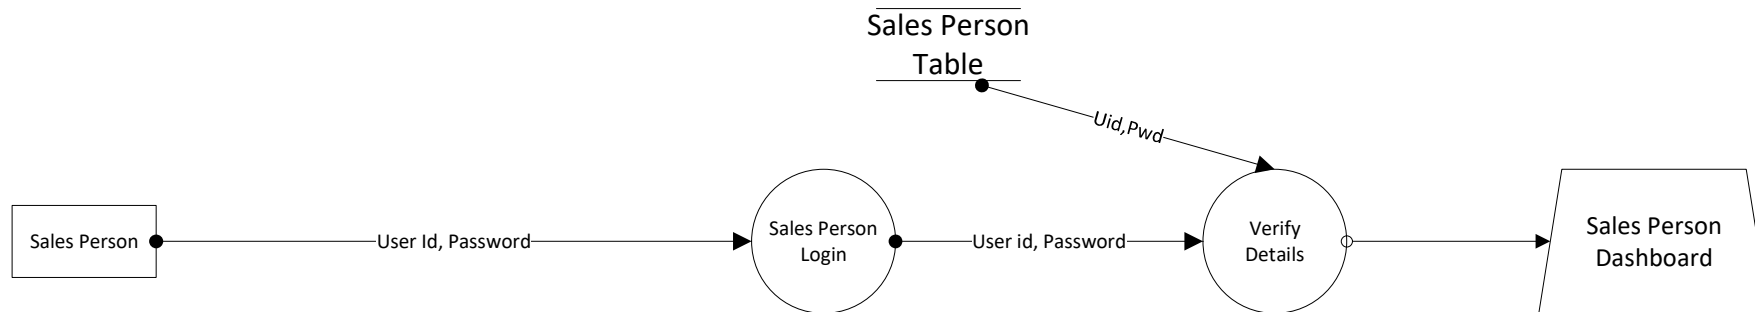 Sales Person
Table
Uid,Pwd
Sales Person
User Id, Password
Sales Person
Login
User id, Password
Verify
Details
Sales Person
Dashboard